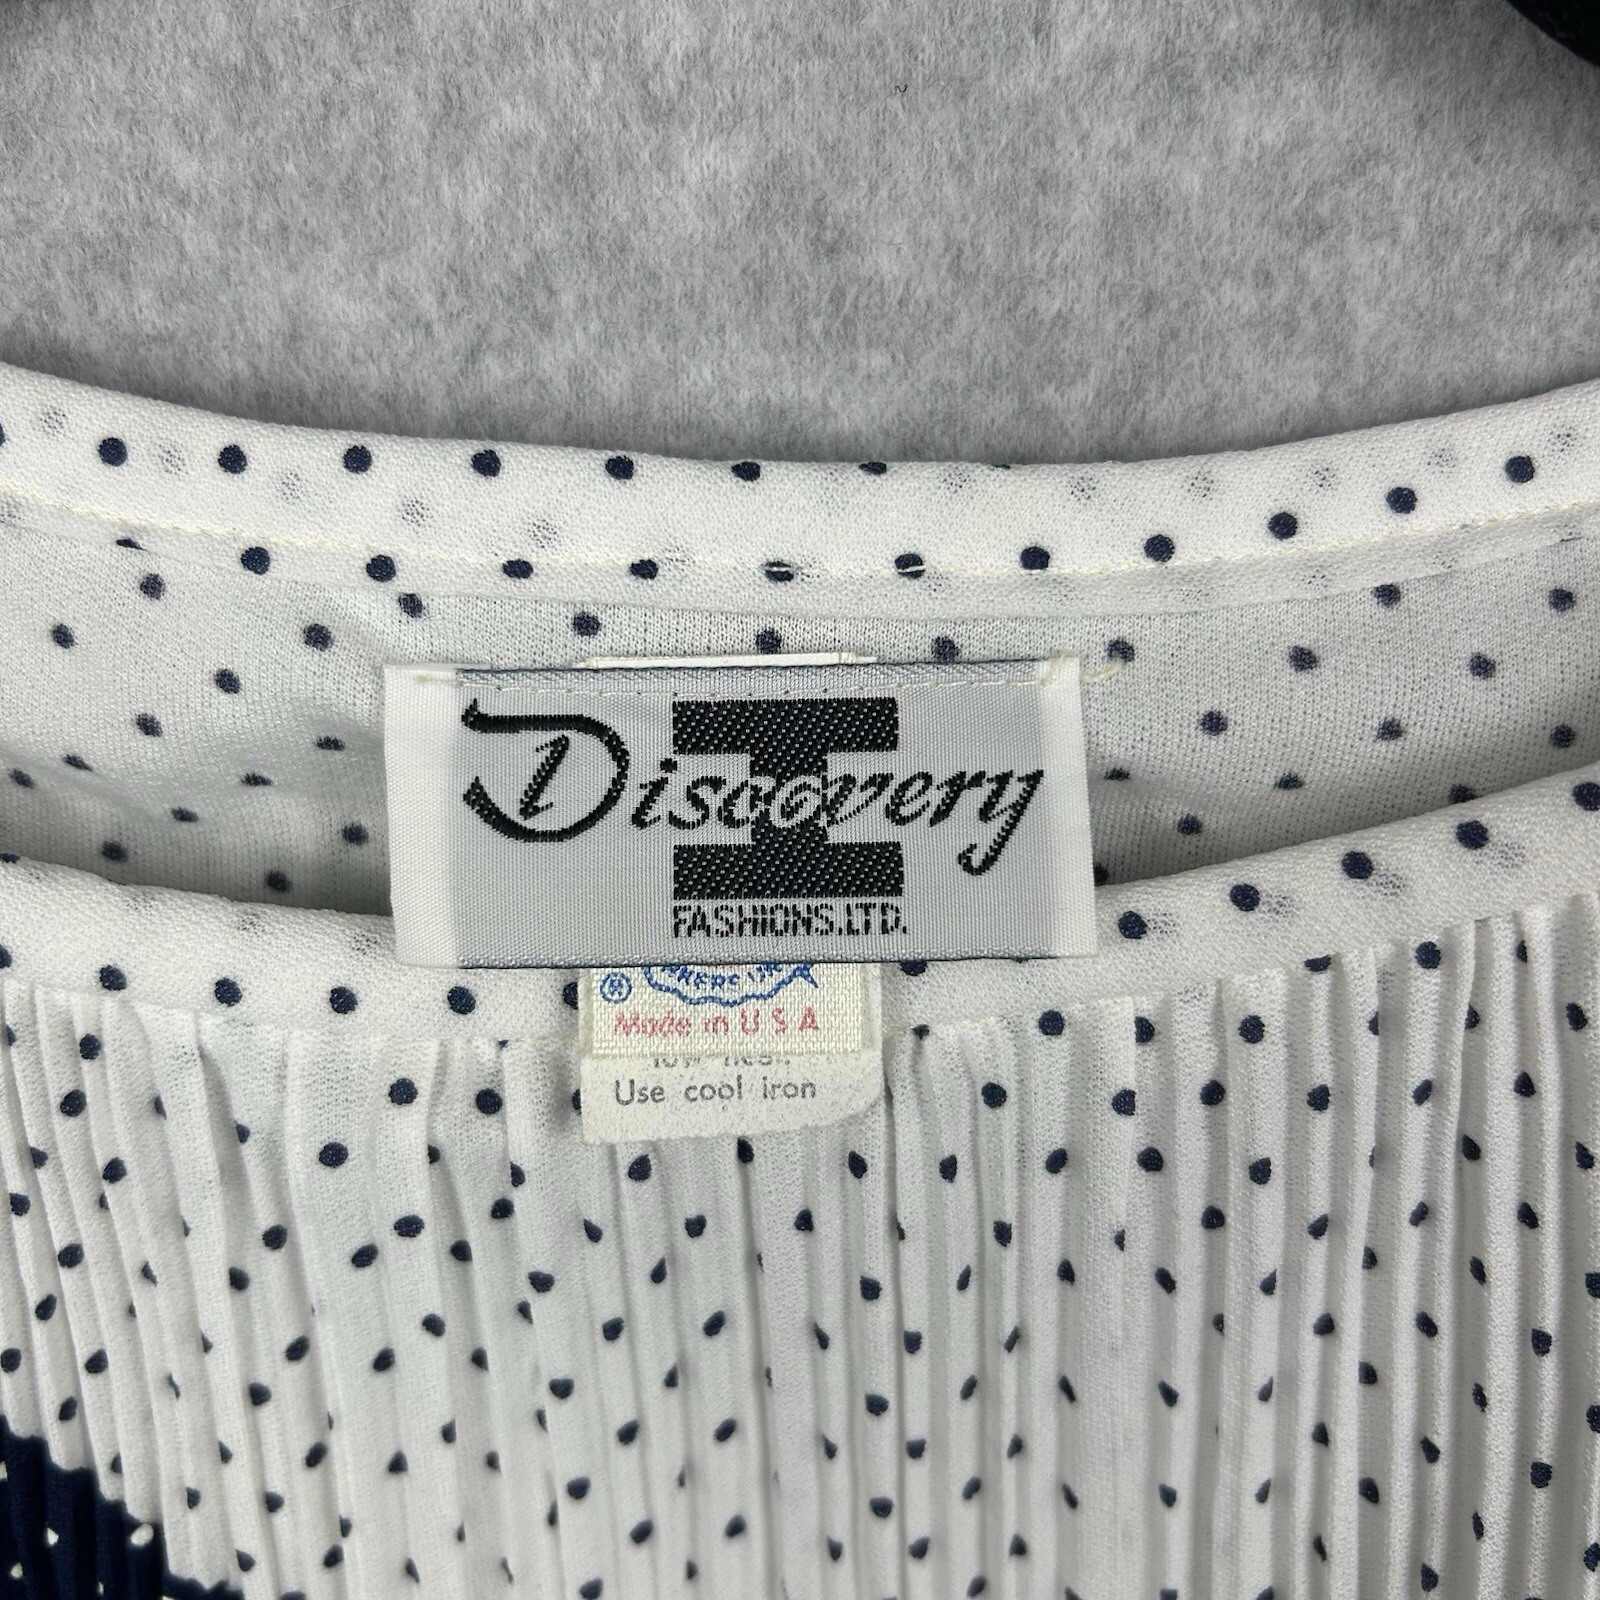 Discovery
I
FASHIONS.LTD.
®
Made in U S A
Use cool iron